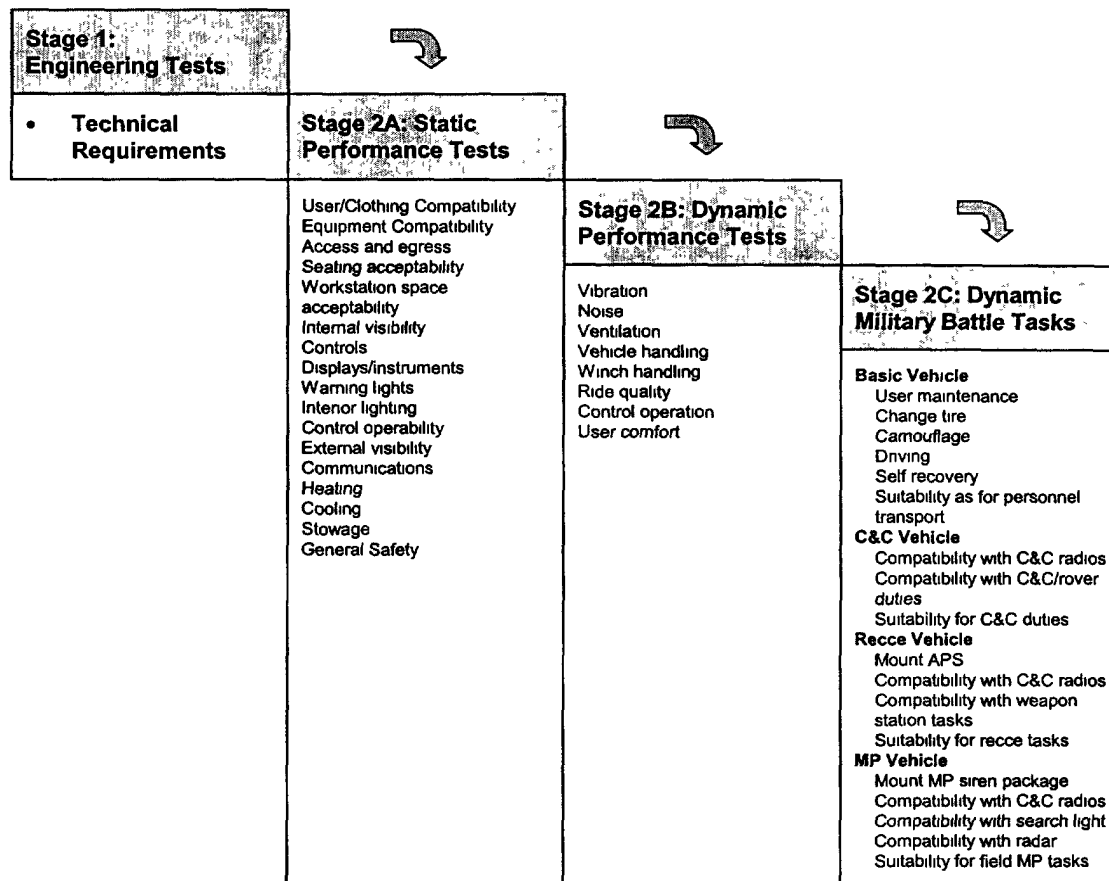 Stage 1:
Engineering Tests
• Technical
Requirements
Stage 2A: Static
Performance Tests
User/Clothing Compatibility
Equipment Compatibility
Access and egress
Seating acceptability
Workstation space
acceptability
Internal visibility
Controls
Displays/instruments
Warning lights
Interior lighting
Control operability
External visibility
Communications
Heating
Cooling
Stowage
General Safety
Stage 2B: Dynamic
Performance Tests
Vibration
Noise
Ventilation
Vehicle handling
Winch handling
Ride quality
Control operation
User comfort
Stage 2C: Dynamic
Military Battle Tasks
Basic Vehicle
User maintenance
Change tire
Camouflage
Driving
Self recovery
Suitability as for personnel
transport
C&C Vehicle
Compatibility with C&C radios
Compatibility with C&C/rover
duties
Suitability for C&C duties
Recce Vehicle
Mount APS
Compatibility with C&C radios
Compatibility with weapon
station tasks
Suitability for recce tasks
MP Vehicle
Mount MP siren package
Compatibility with C&C radios
Compatibility with search light
Compatibility with radar
Suitability for field MP tasks